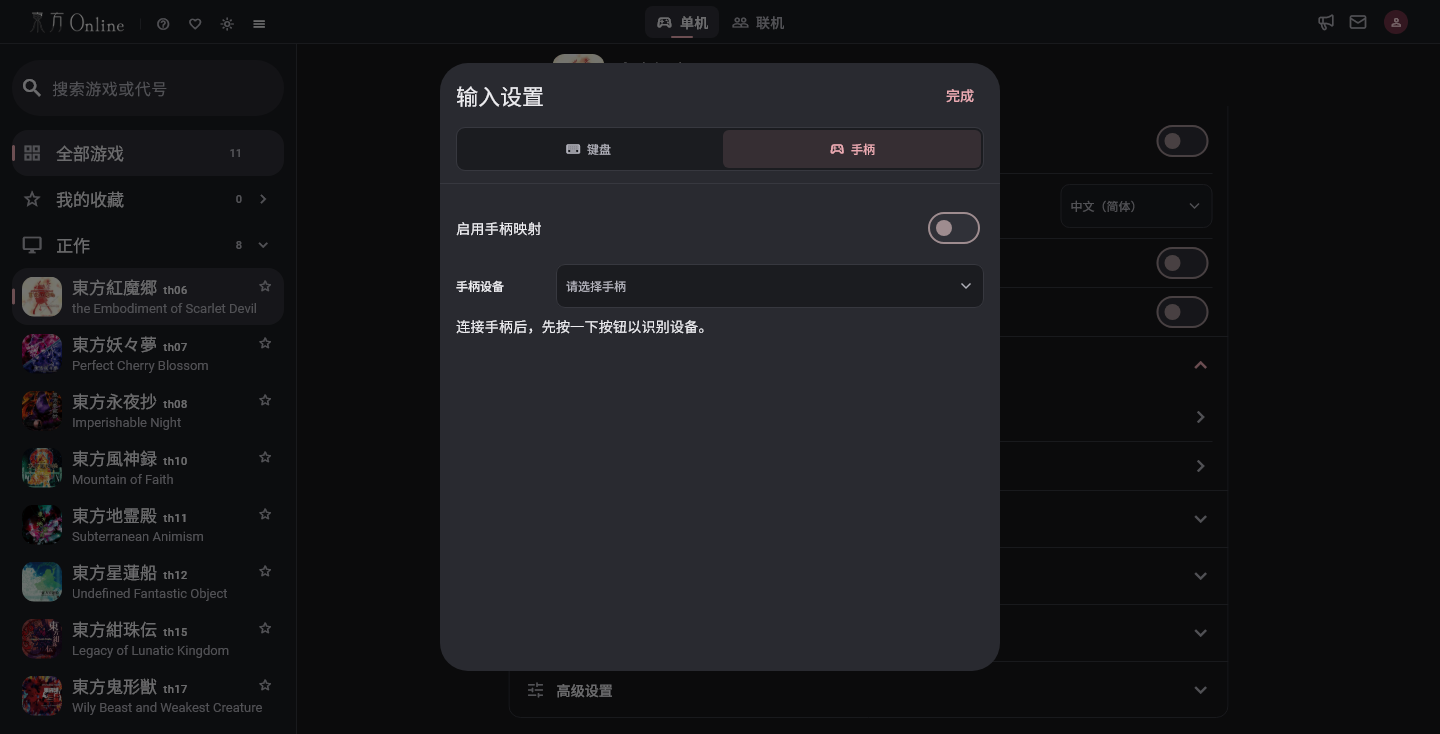 東方Online
单机
联机
搜索游戏或代号
全部游戏 11
我的收藏 0
正作 8
東方紅魔郷 th06
the Embodiment of Scarlet Devil
東方妖々夢 th07
Perfect Cherry Blossom
東方永夜抄 th08
Imperishable Night
東方風神録 th10
Mountain of Faith
東方地霊殿 th11
Subterranean Animism
東方星蓮船 th12
Undefined Fantastic Object
東方紺珠伝 th15
Legacy of Lunatic Kingdom
東方鬼形獣 th17
Wily Beast and Weakest Creature
输入设置
完成
键盘
手柄
启用手柄映射
手柄设备
请选择手柄
连接手柄后，先按一下按钮以识别设备。
中文（简体）
高级设置